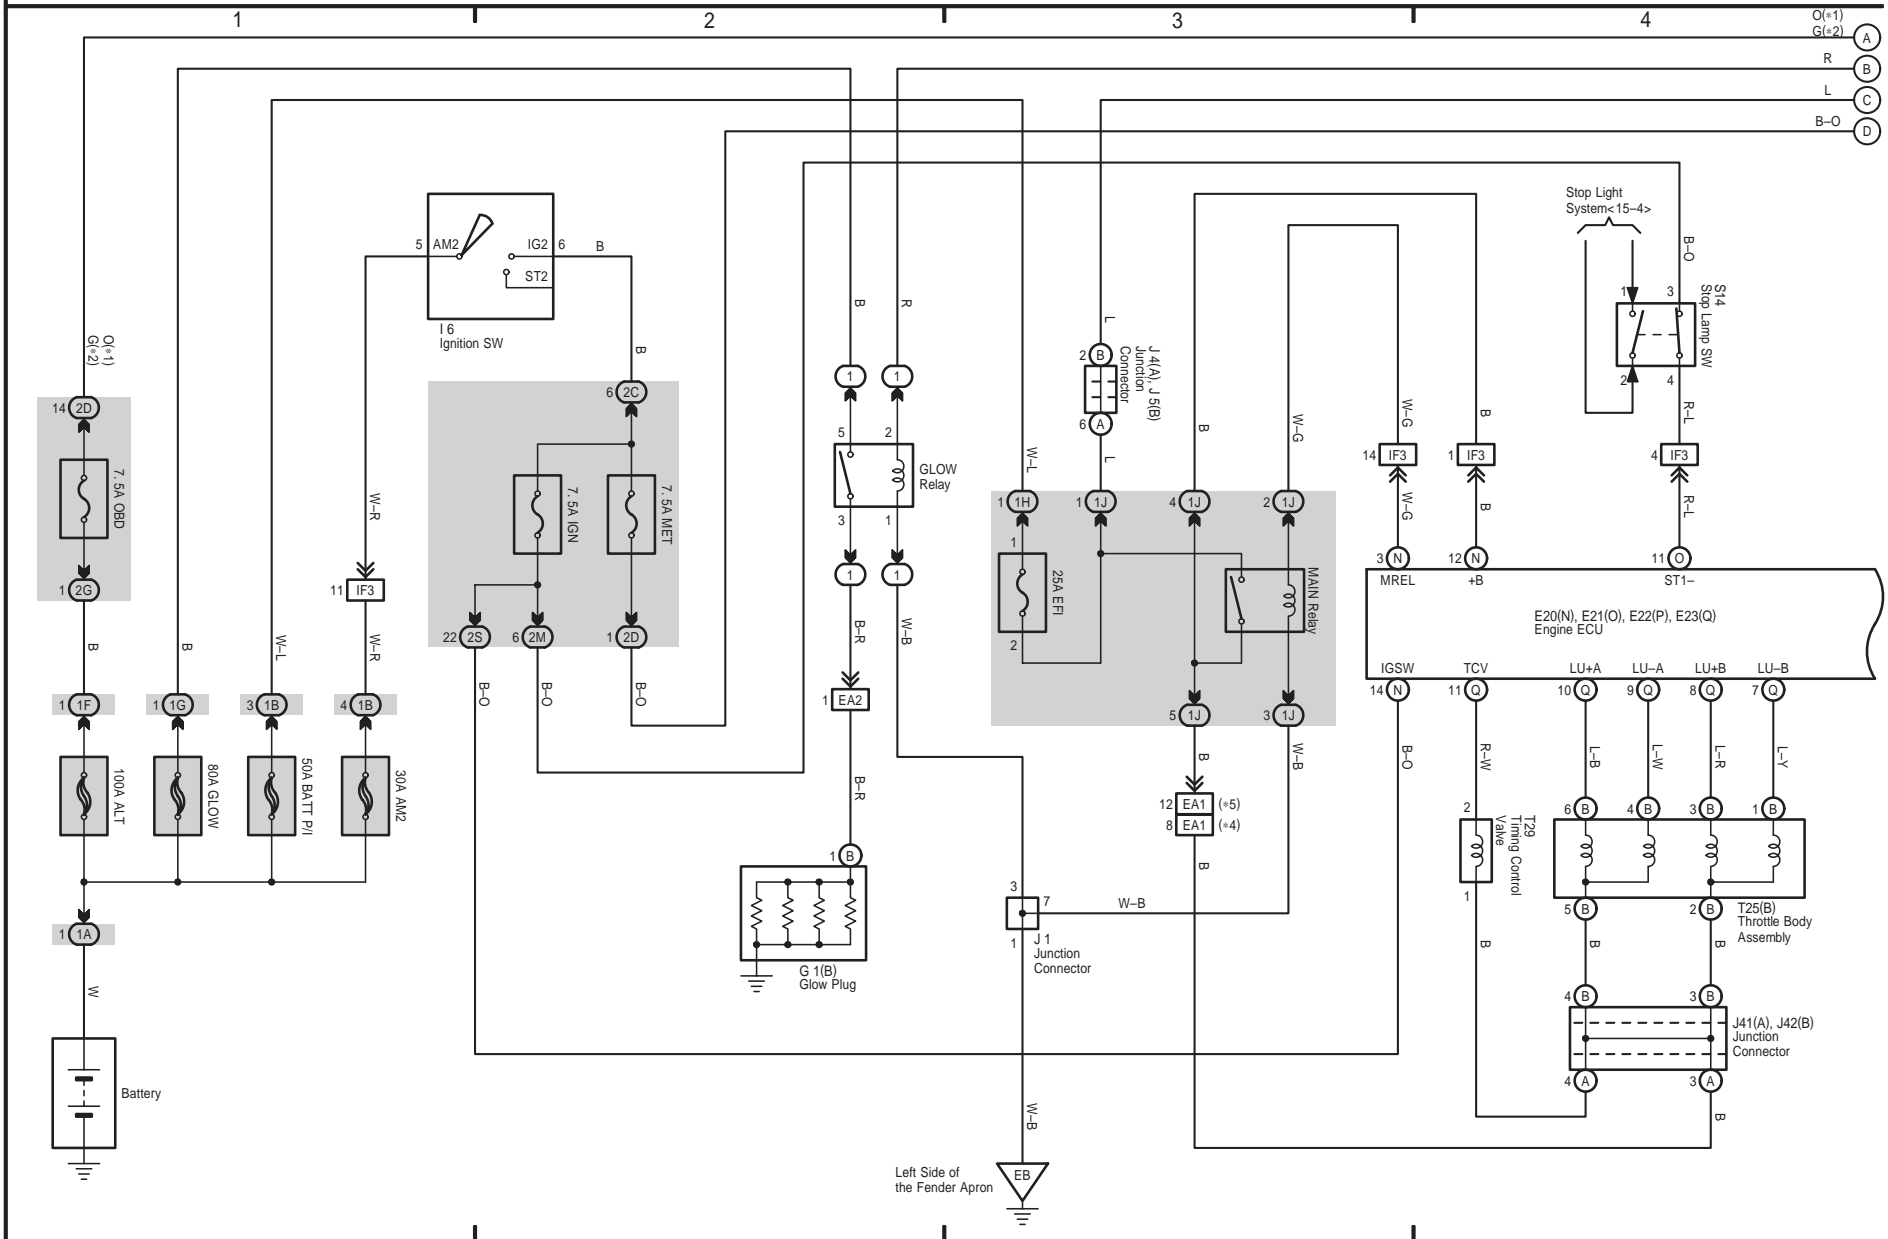 1
2
3
4
O(*1)
G(*2)
A
R
B
L
C
B–O
D
Stop Light
System<15–4>
5
AM2
IG2
6
B
ST2
I 6
Ignition SW
B–O
1
3
S14
Stop Lamp SW
2
4
R–L
O(*1)
G(*2)
B
R
L
B
2
B
J 4(A), J 5(B)
Junction
Connector
6
A
L
1
1
14
2D
7. 5A OBD
1
2G
B
6
2C
7. 5A IGN
7. 5A MET
22
2S
6
2M
1
2D
5
2
GLOW
Relay
3
1
1
1
W–R
11
IF3
W–R
W–L
B
W–G
W–G
B
14
IF3
1
IF3
4
IF3
W–G
B
R–L
1
1H
1
1J
4
1J
2
1J
1
25A EFI
2
MAIN Relay
5
1J
3
1J
3
N
12
N
11
O
MREL
+B
ST1–
E20(N), E21(O), E22(P), E23(Q)
Engine ECU
IGSW
TCV
LU+A
LU–A
LU+B
LU–B
14
N
11
Q
10
Q
9
Q
8
Q
7
Q
B
W–L
B–R
W–B
1
EA2
B–R
1
1F
1
1G
3
1B
4
1B
100A ALT
80A GLOW
50A BATT P/I
30A AM2
B–O
B–O
B–O
B
W–B
B–O
R–W
L–B
L–W
L–R
L–Y
12
EA1
(*5)
8
EA1
(*4)
B
2
T29
Timing Control
Valve
1
6
B
4
B
3
B
1
B
5
B
2
B
T25(B)
Throttle Body
Assembly
1
B
G 1(B)
Glow Plug
3
7
W–B
1
J 1
Junction
Connector
1
1A
W
Battery
B
B
B
4
B
3
B
J41(A), J42(B)
Junction
Connector
4
A
3
A
B
W–B
Left Side of
the Fender Apron
EB